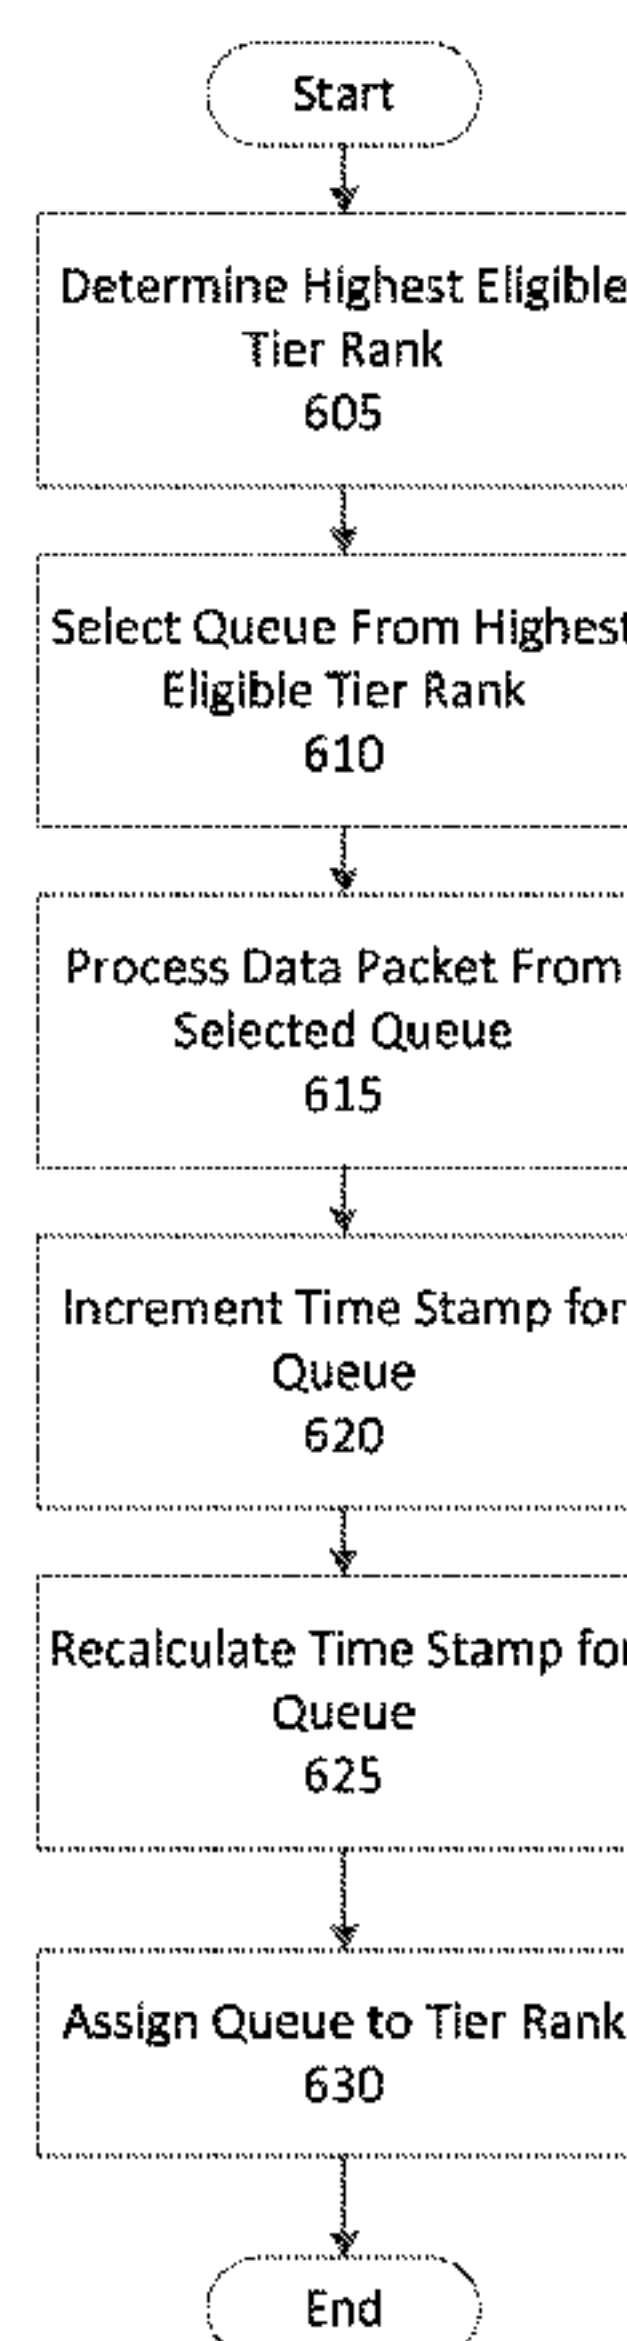 Start
Determine Highest Eligible
Tier Rank
605
Select Queue From Highest
Eligible Tier Rank
610
Process Data Packet From
Selected Queue
615
Increment Time Stamp for
Queue
620
Recalculate Time Stamp for
Queue
625
Assign Queue to Tier Rank
630
End